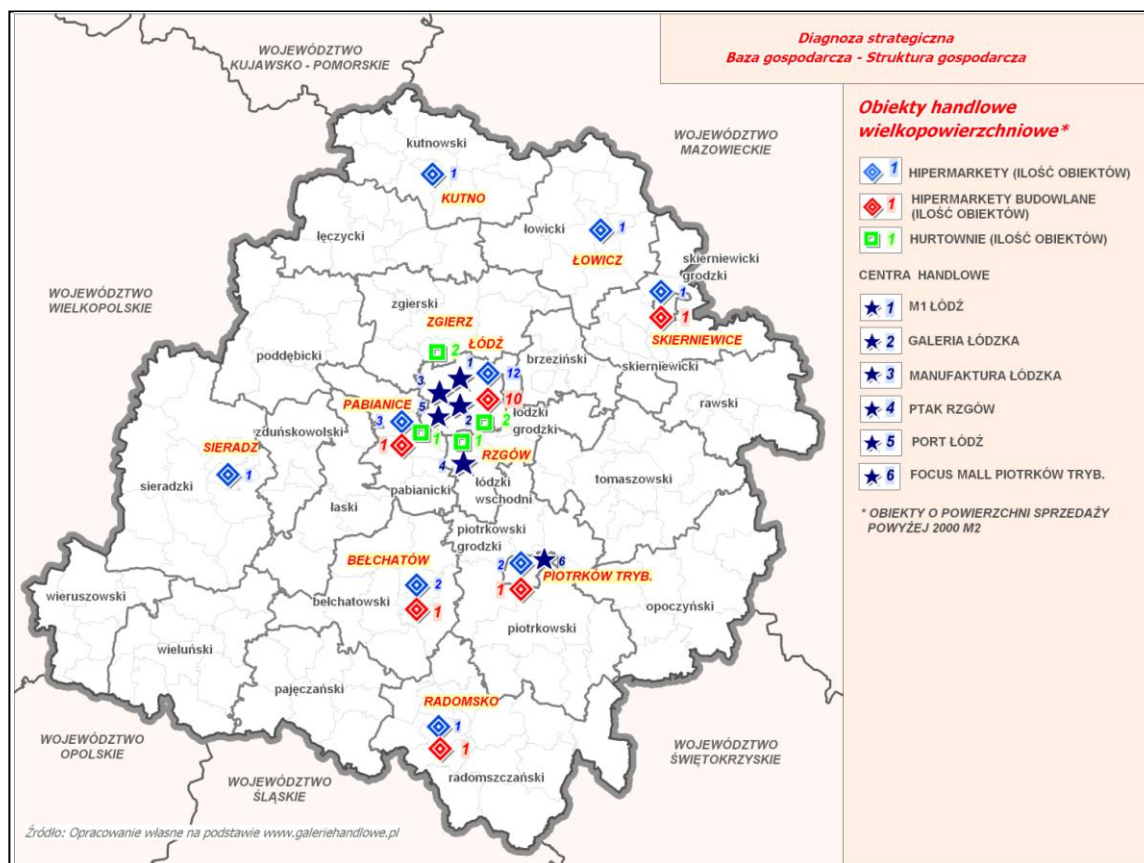 WOJEWÓDZTWO
KUJAWSKO - POMORSKIE
Diagnoza strategiczna
Baza gospodarcza - Struktura gospodarcza
Obiekty handlowe
wielkopowierzchniowe*
1 HIPERMARKETY (ILOŚĆ OBIEKTÓW)
1 HIPERMARKETY BUDOWLANE
(ILOŚĆ OBIEKTÓW)
1 HURTOWNIE (ILOŚĆ OBIEKTÓW)
CENTRA HANDLOWE
1 M1 ŁÓDŹ
2 GALERIA ŁÓDZKA
3 MANUFAKTURA ŁÓDZKA
4 PTAK RZGÓW
5 PORT ŁÓDŹ
6 FOCUS MALL PIOTRKÓW TRYB.
* OBIEKTY O POWIERZCHNI SPRZEDAŻY
POWYŻEJ 2000 M2
WOJEWÓDZTWO
MAZOWIECKIE
kutnowski
1
KUTNO
łęczycki
łowicki
1
ŁOWICZ
skierniewicki
grodzki
1
1
SKIERNIEWICE
skierniewicki
WOJEWÓDZTWO
WIELKOPOLSKIE
zgierski
ZGIERZ
2
ŁÓDŹ
1
3
12
5
10
2
2
łódzki
grodzki
brzeziński
rawski
poddębicki
PABIANICE
3
1
1
1
RZGÓW
4
pabianicki
łódzki
wschodni
zduńskowolski
SIERADZ
1
sieradzki
łaski
tomaszowski
piotrkowski
grodzki
2
6
PIOTRKÓW TRYB.
1
piotrkowski
BEŁCHATÓW
2
bełchatowski
1
opoczyński
wieruszowski
wieluński
pajęczański
RADOMSKO
1
1
radomszczański
WOJEWÓDZTWO
OPOLSKIE
WOJEWÓDZTWO
ŚLĄSKIE
WOJEWÓDZTWO
ŚWIĘTOKRZYSKIE
Źródło: Opracowanie własne na podstawie www.galeriehandlowe.pl